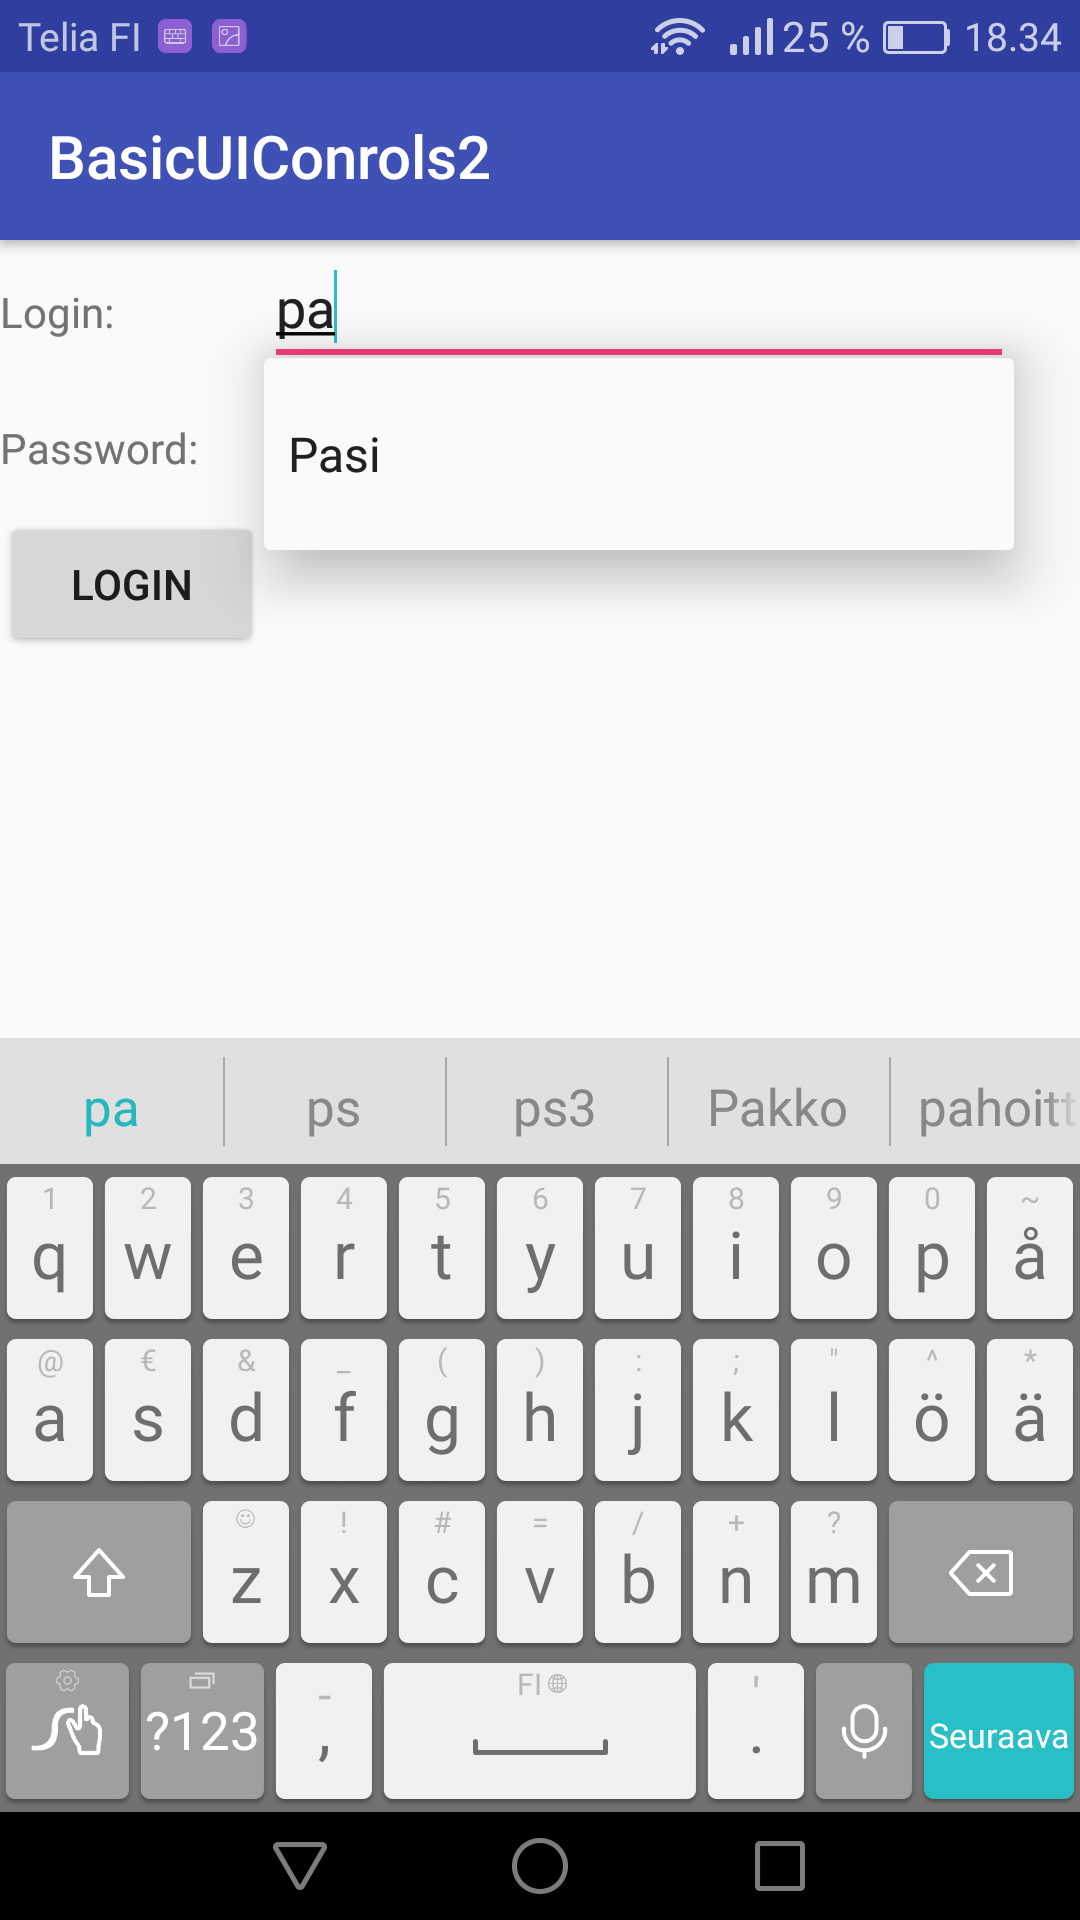 Telia FI 25 % 18.34
BasicUIConrols2
Login: pa
Pasi
Password:
LOGIN
pa ps ps3 Pakko pahoitt
1 2 3 4 5 6 7 8 9 0 ~
q w e r t y u i o p å
@ € & _ ( ) : ; " ^ *
a s d f g h j k l ö ä
! # = / + ?
z x c v b n m
- FI '
?123 , . Seuraava